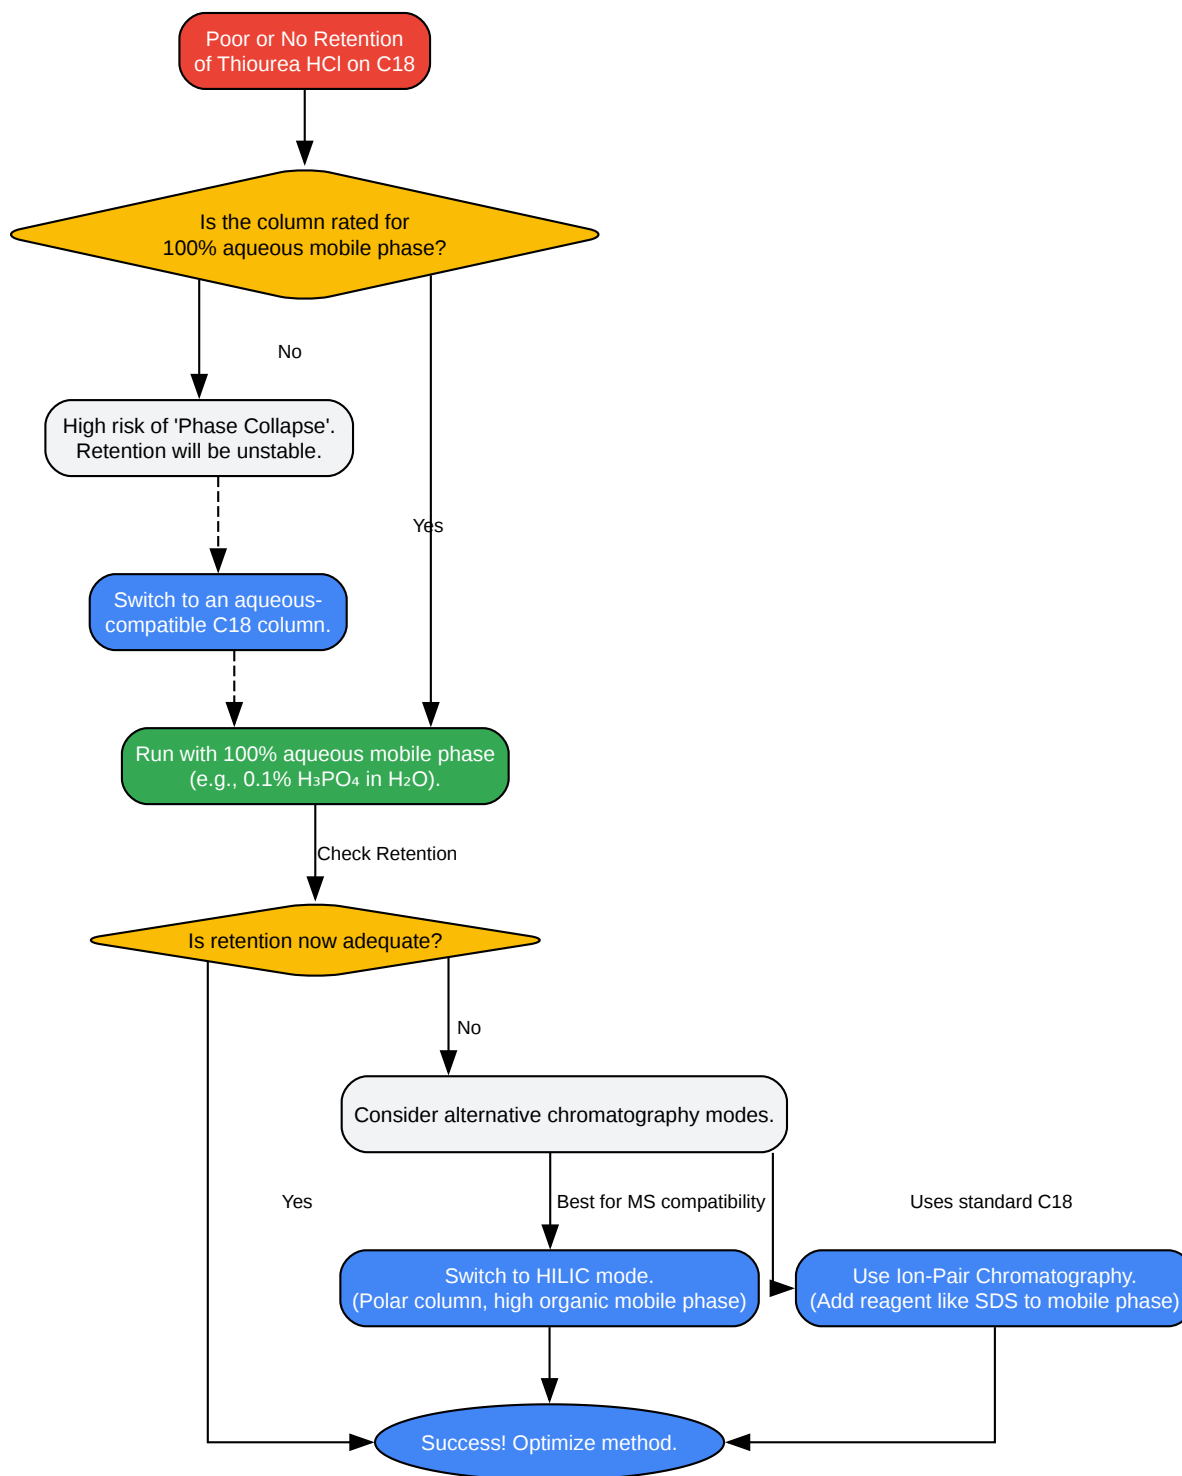 Poor or No Retention
of Thiourea HCl on C18
Is the column rated for
100% aqueous mobile phase?
No
High risk of 'Phase Collapse'.
Retention will be unstable.
Yes
Switch to an aqueous-
compatible C18 column.
Run with 100% aqueous mobile phase
(e.g., 0.1% H₃PO₄ in H₂O).
Check Retention
Is retention now adequate?
No
Consider alternative chromatography modes.
Yes
Best for MS compatibility
Uses standard C18
Switch to HILIC mode.
(Polar column, high organic mobile phase)
Use Ion-Pair Chromatography.
(Add reagent like SDS to mobile phase)
Success! Optimize method.